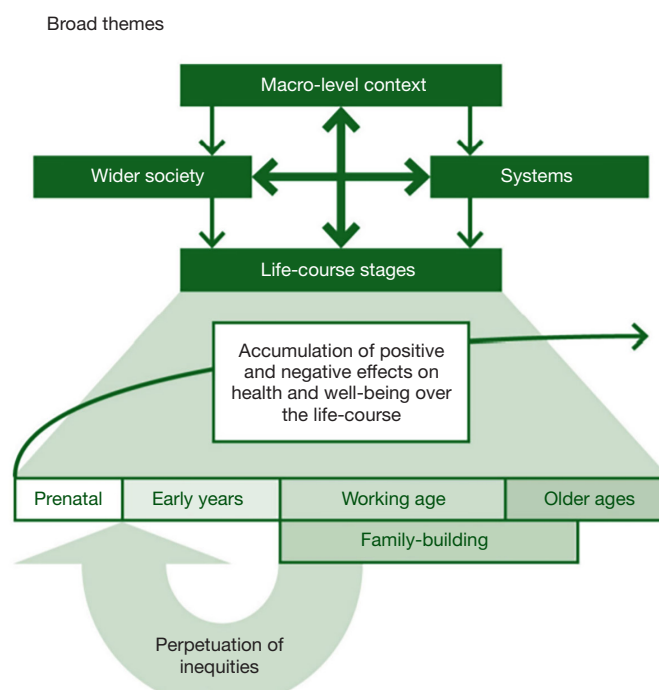 Broad themes
Macro-level context
Wider society
Systems
Life-course stages
Accumulation of positive
and negative effects on
health and well-being over
the life-course
Prenatal
Early years
Working age
Older ages
Family-building
Perpetuation of
inequities